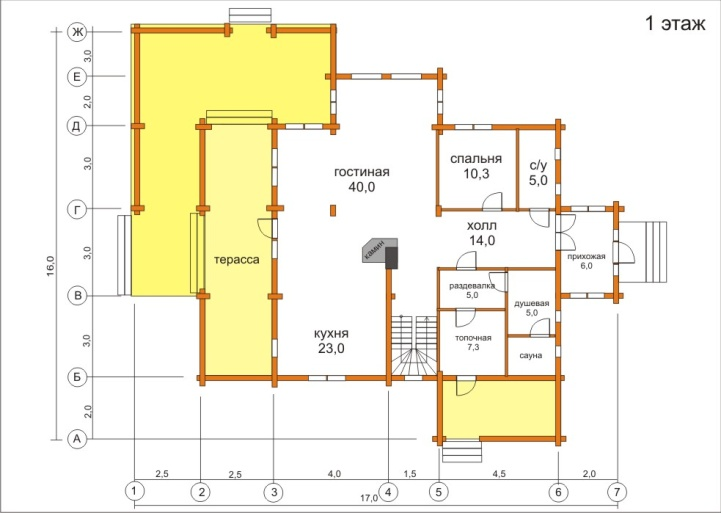 1 этаж
Ж
3,0
Е
2,0
Д
3,0
Г
3,0
В
3,0
Б
2,0
А
16,0
гостиная
40,0
спальня
10,3
с/у
5,0
холл
14,0
прихожая
6,0
камин
терасса
раздевалка
5,0
душевая
5,0
кухня
23,0
топочная
7,3
сауна
2,5
2,5
4,0
1,5
4,5
2,0
1
2
3
4
5
6
7
17,0